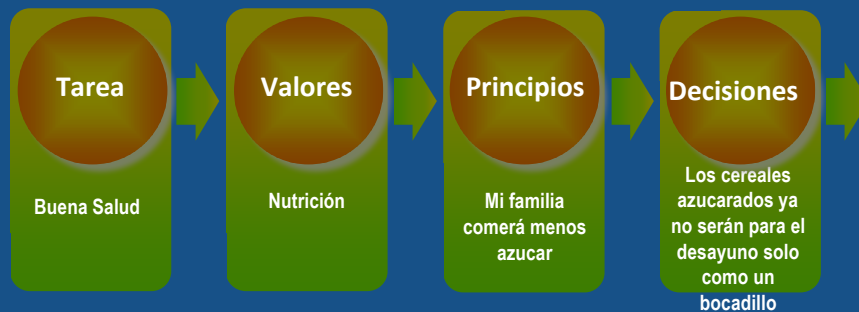 Tarea
Buena Salud
Valores
Nutrición
Principios
Mi familia
comerá menos
azucar
Decisiones
Los cereales
azucarados ya
no serán para el
desayuno solo
como un
bocadillo